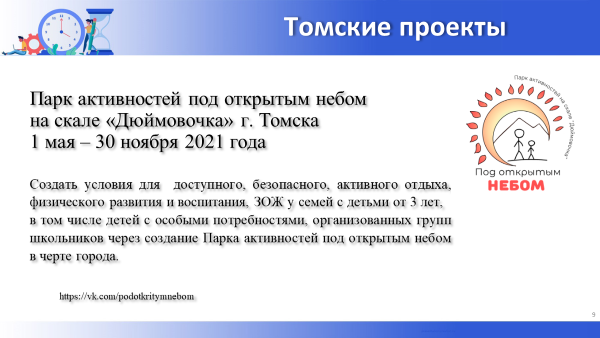 Томские проекты
Парк активностей под открытым небом
на скале «Дюймовочка» г. Томска
1 мая – 30 ноября 2021 года
Парк активностей на скале "Дюймовочка"
Под открытым
НЕБОМ
Создать условия для доступного, безопасного, активного отдыха,
физического развития и воспитания, ЗОЖ у семей с детьми от 3 лет,
в том числе детей с особыми потребностями, организованных групп
школьников через создание Парка активностей под открытым небом
в черте города.
https://vk.com/podotkritymnebom
9